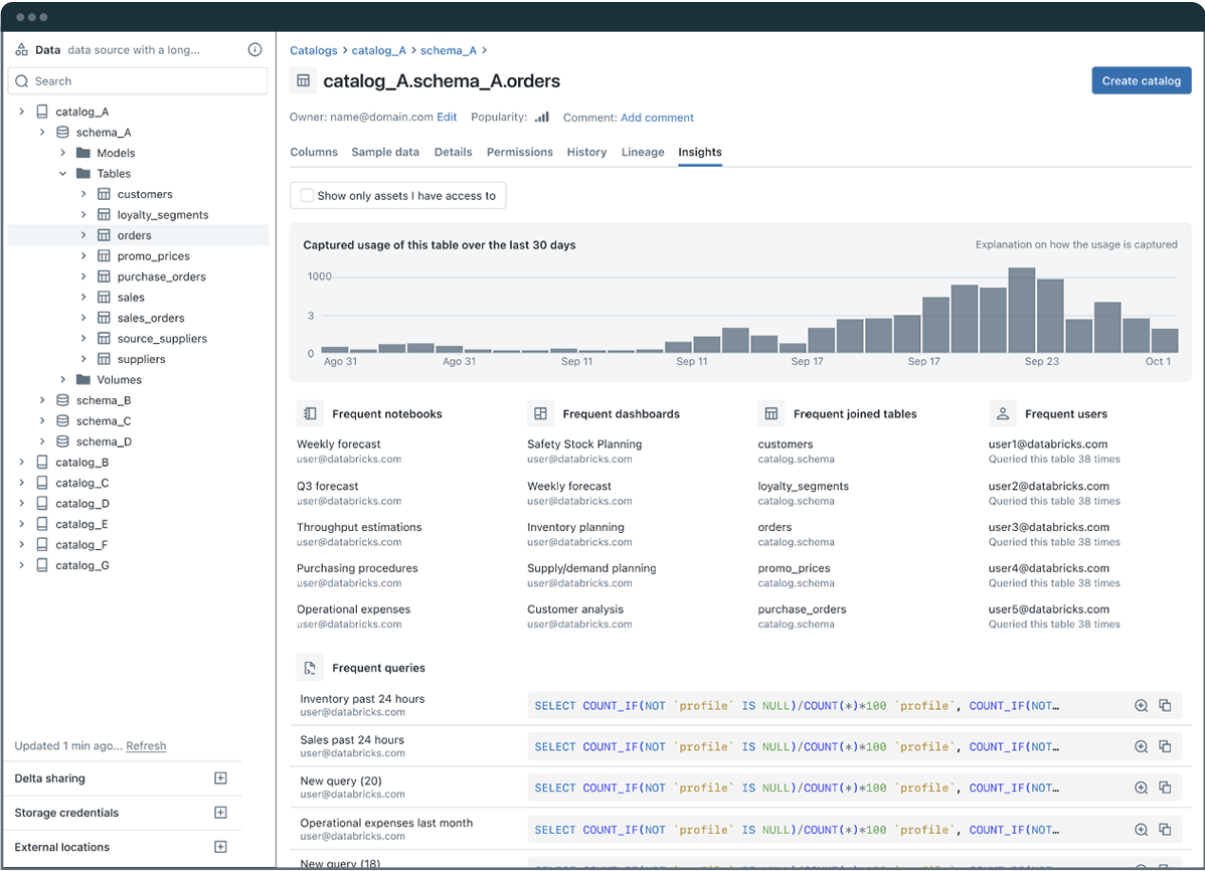 Data data source with a long...
Search
catalog_A
schema_A
Models
Tables
customers
loyalty_segments
orders
promo_prices
purchase_orders
sales
sales_orders
source_suppliers
suppliers
Volumes
schema_B
schema_C
schema_D
catalog_B
catalog_C
catalog_D
catalog_E
catalog_F
catalog_G
Updated 1 min ago... Refresh
Delta sharing
Storage credentials
External locations
Catalogs > catalog_A > schema_A >
catalog_A.schema_A.orders
Create catalog
Owner: name@domain.com Edit Popularity: Comment: Add comment
Columns Sample data Details Permissions History Lineage Insights
Show only assets I have access to
Captured usage of this table over the last 30 days
Explanation on how the usage is captured
1000
3
0
Ago 31 Ago 31 Sep 11 Sep 11 Sep 17 Sep 17 Sep 23 Oct 1
Frequent notebooks
Weekly forecast
user@databricks.com
Q3 forecast
user@databricks.com
Throughput estimations
user@databricks.com
Purchasing procedures
user@databricks.com
Operational expenses
user@databricks.com
Frequent dashboards
Safety Stock Planning
user@databricks.com
Weekly forecast
user@databricks.com
Inventory planning
user@databricks.com
Supply/demand planning
user@databricks.com
Customer analysis
user@databricks.com
Frequent joined tables
customers
catalog.schema
loyalty_segments
catalog.schema
orders
catalog.schema
promo_prices
catalog.schema
purchase_orders
catalog.schema
Frequent users
user1@databricks.com
Queried this table 38 times
user2@databricks.com
Queried this table 38 times
user3@databricks.com
Queried this table 38 times
user4@databricks.com
Queried this table 38 times
user5@databricks.com
Queried this table 38 times
Frequent queries
Inventory past 24 hours
user@databricks.com
SELECT COUNT_IF(NOT `profile` IS NULL)/COUNT(*)*100 `profile`, COUNT_IF(NOT…
Sales past 24 hours
user@databricks.com
SELECT COUNT_IF(NOT `profile` IS NULL)/COUNT(*)*100 `profile`, COUNT_IF(NOT…
New query (20)
user@databricks.com
SELECT COUNT_IF(NOT `profile` IS NULL)/COUNT(*)*100 `profile`, COUNT_IF(NOT…
Operational expenses last month
user@databricks.com
SELECT COUNT_IF(NOT `profile` IS NULL)/COUNT(*)*100 `profile`, COUNT_IF(NOT…
New query (18)